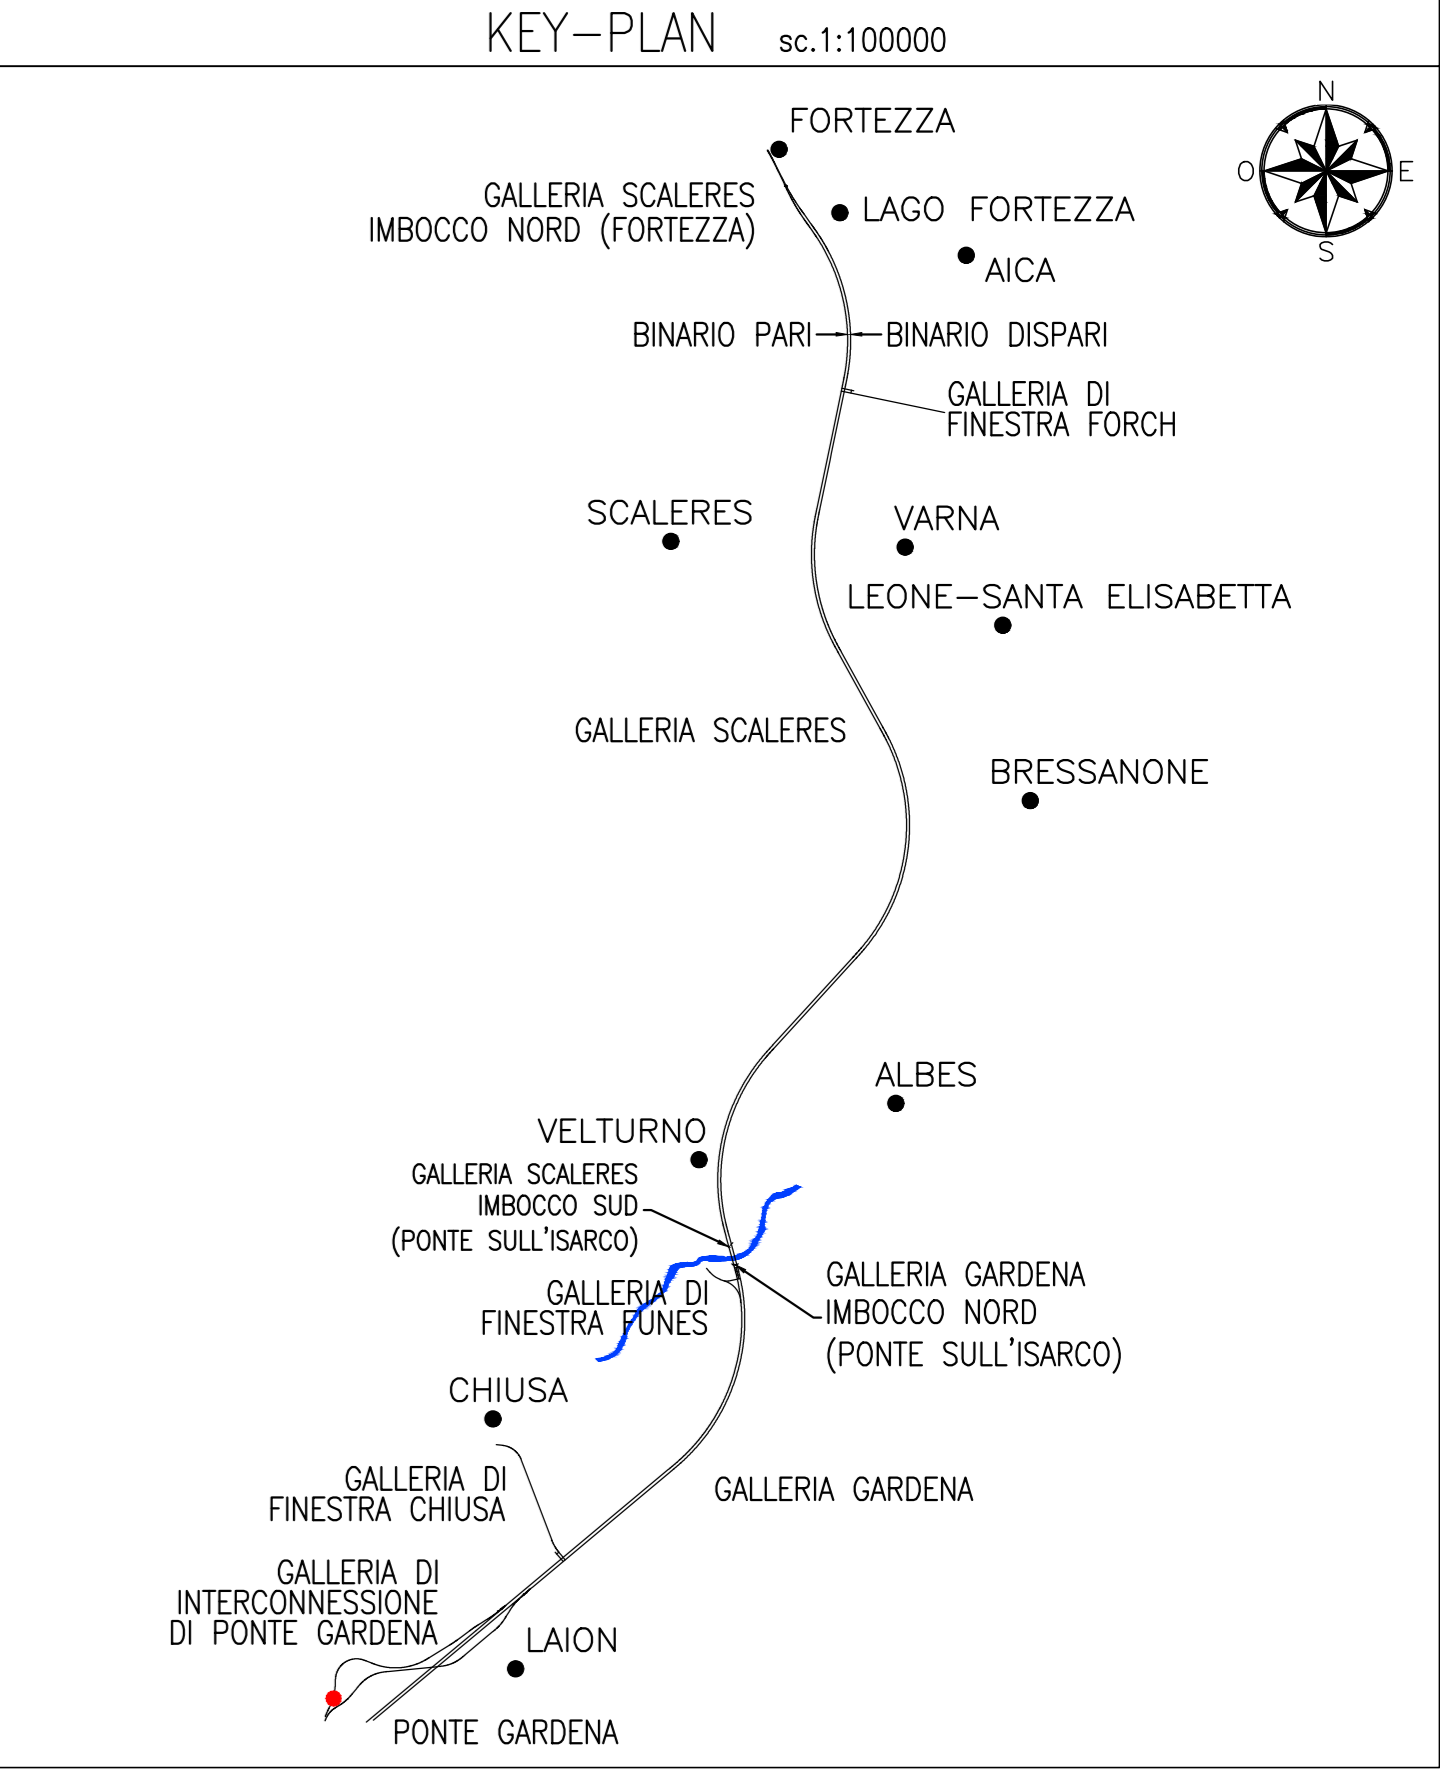 KEY-PLAN sc.1:100000
N
O
E
S
FORTEZZA
GALLERIA SCALERES
IMBOCCO NORD (FORTEZZA)
LAGO FORTEZZA
AICA
BINARIO PARI
BINARIO DISPARI
GALLERIA DI
FINESTRA FORCH
SCALERES
VARNA
LEONE-SANTA ELISABETTA
GALLERIA SCALERES
BRESSANONE
ALBES
VELTURNO
GALLERIA SCALERES
IMBOCCO SUD
(PONTE SULL'ISARCO)
GALLERIA DI
FINESTRA FUNES
GALLERIA GARDENA
IMBOCCO NORD
(PONTE SULL'ISARCO)
CHIUSA
GALLERIA DI
FINESTRA CHIUSA
GALLERIA GARDENA
GALLERIA DI
INTERCONNESSIONE
DI PONTE GARDENA
LAION
PONTE GARDENA